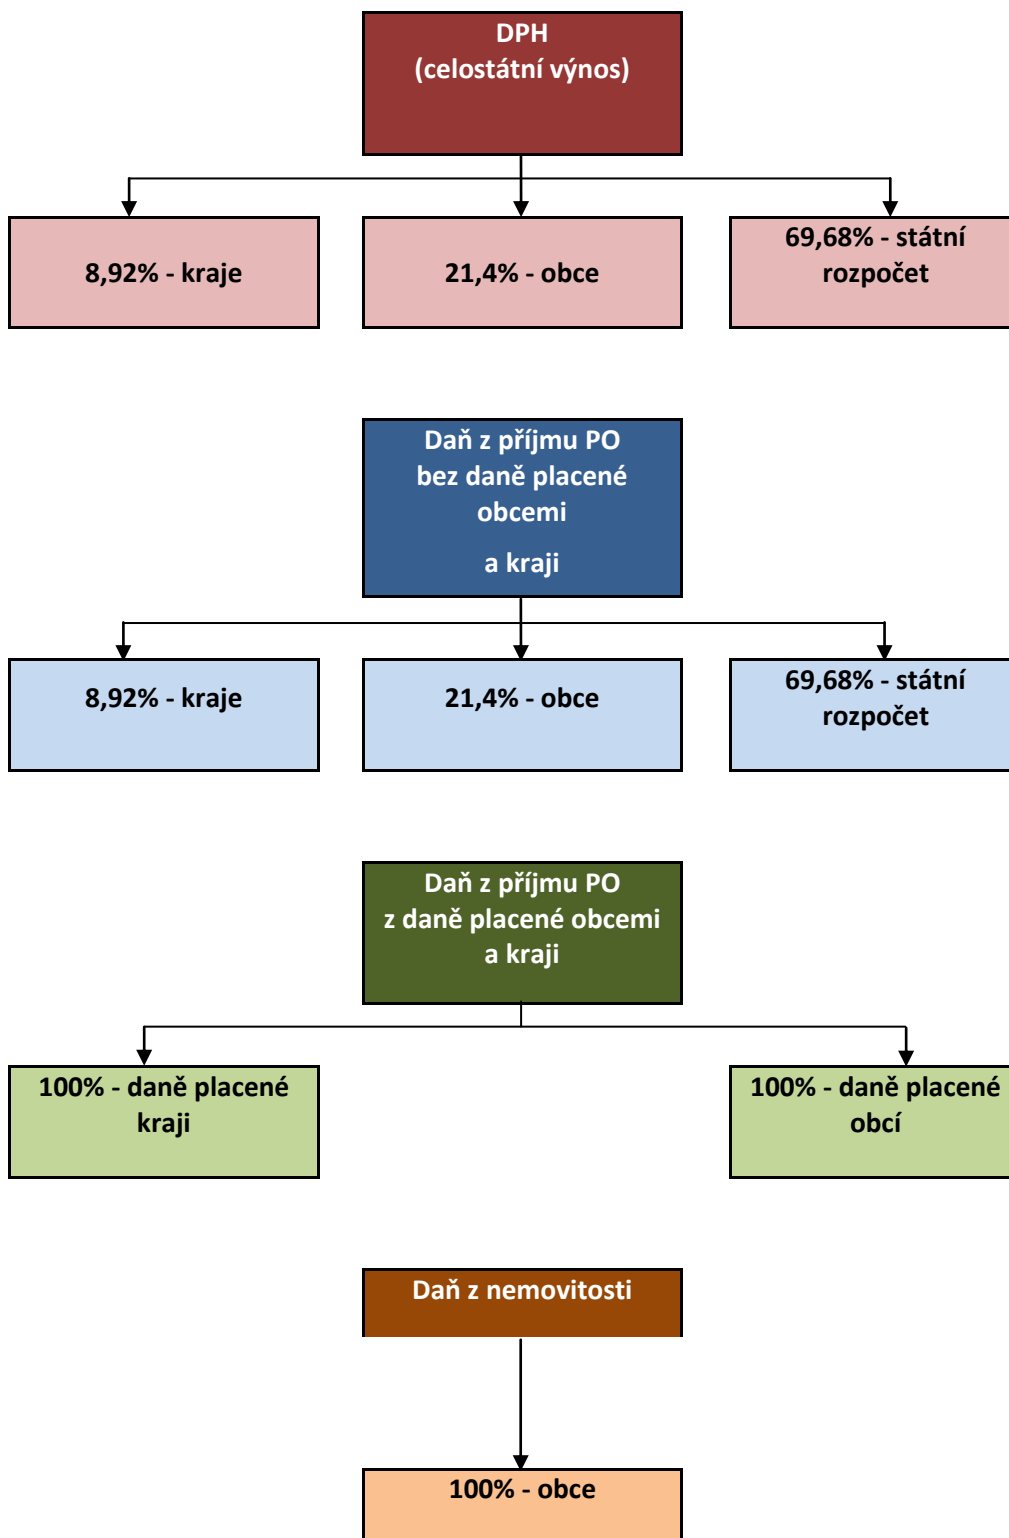 DPH
(celostátní výnos)
8,92% - kraje
21,4% - obce
69,68% - státní
rozpočet
Daň z příjmu PO
bez daně placené
obcemi
a kraji
8,92% - kraje
21,4% - obce
69,68% - státní
rozpočet
Daň z příjmu PO
z daně placené obcemi
a kraji
100% - daně placené
kraji
100% - daně placené
obcí
Daň z nemovitosti
100% - obce